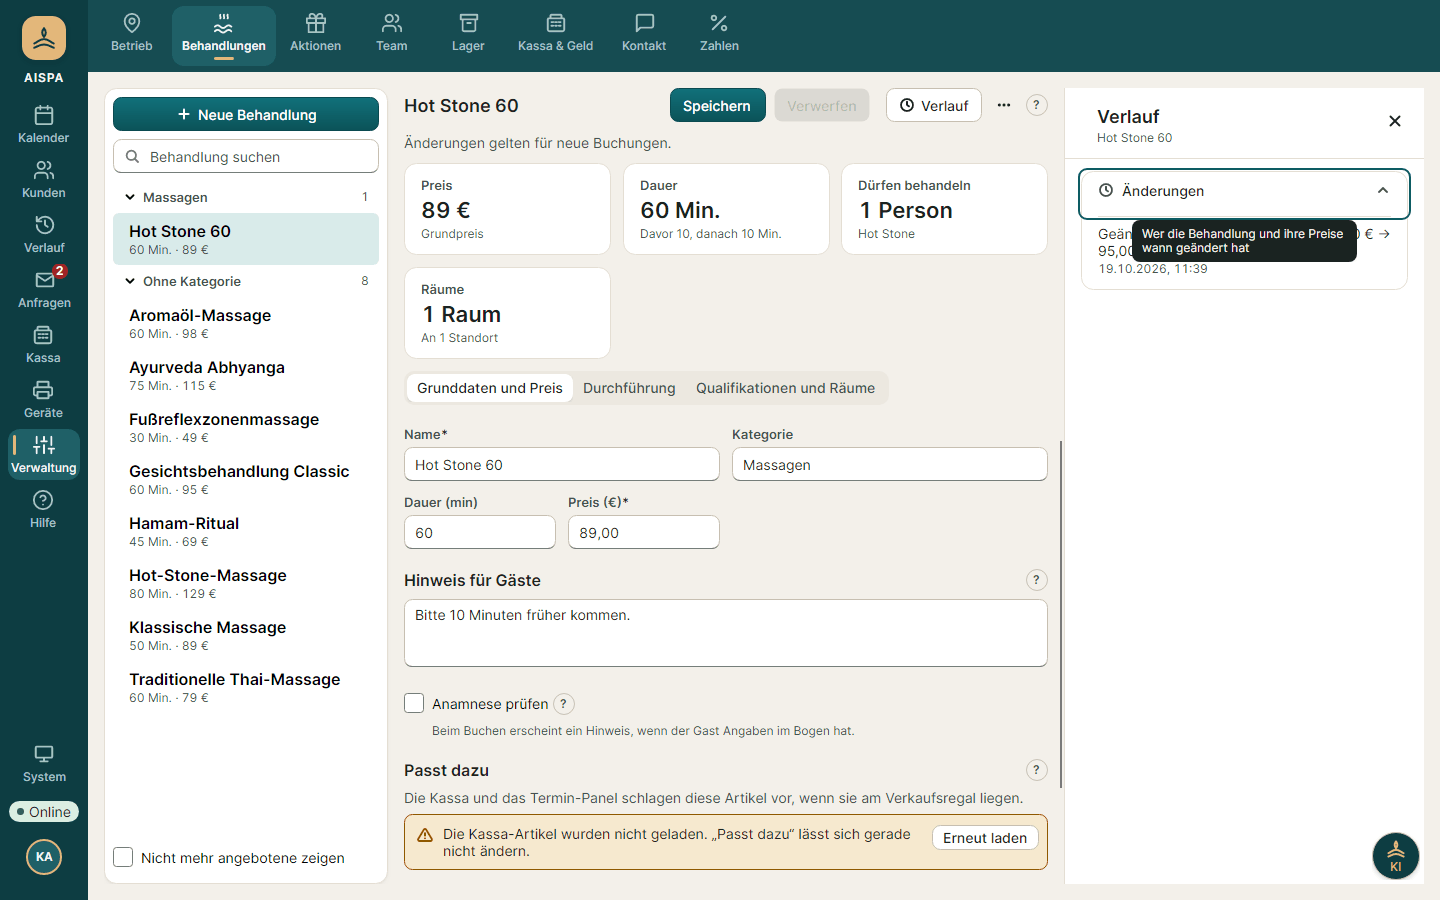 AISPA
Kalender
Kunden
Verlauf
2
Anfragen
Kassa
Geräte
Verwaltung
Hilfe
System
Online
KA
Betrieb
Behandlungen
Aktionen
Team
Lager
Kassa & Geld
Kontakt
Zahlen
+ Neue Behandlung
Behandlung suchen
Massagen 1
Hot Stone 60
60 Min. · 89 €
Ohne Kategorie 8
Aromaöl-Massage
60 Min. · 98 €
Ayurveda Abhyanga
75 Min. · 115 €
Fußreflexzonenmassage
30 Min. · 49 €
Gesichtsbehandlung Classic
60 Min. · 95 €
Hamam-Ritual
45 Min. · 69 €
Hot-Stone-Massage
80 Min. · 129 €
Klassische Massage
50 Min. · 89 €
Traditionelle Thai-Massage
60 Min. · 79 €
Nicht mehr angebotene zeigen
Hot Stone 60
Speichern
Verwerfen
Verlauf
?
Änderungen gelten für neue Buchungen.
Preis
89 €
Grundpreis
Dauer
60 Min.
Davor 10, danach 10 Min.
Dürfen behandeln
1 Person
Hot Stone
Räume
1 Raum
An 1 Standort
Grunddaten und Preis
Durchführung
Qualifikationen und Räume
Name*
Hot Stone 60
Kategorie
Massagen
Dauer (min)
60
Preis (€)*
89,00
Hinweis für Gäste
?
Bitte 10 Minuten früher kommen.
Anamnese prüfen ?
Beim Buchen erscheint ein Hinweis, wenn der Gast Angaben im Bogen hat.
Passt dazu
?
Die Kassa und das Termin-Panel schlagen diese Artikel vor, wenn sie am Verkaufsregal liegen.
Die Kassa-Artikel wurden nicht geladen. „Passt dazu“ lässt sich gerade
nicht ändern.
Erneut laden
Verlauf
Hot Stone 60
Änderungen
Wer die Behandlung und ihre Preise
wann geändert hat
€ →
95,0
19.10.2026, 11:39
KI